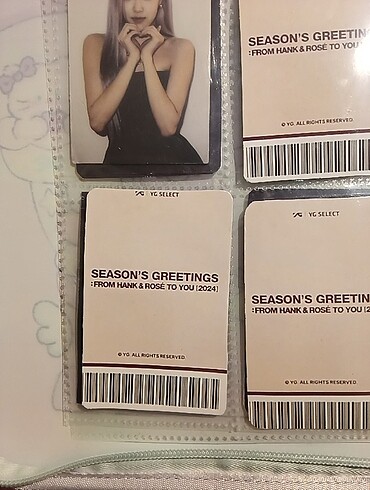 SEASON'S GREETING
: FROM HANK & ROSÉ TO YOU
© YG. ALL RIGHTS RESERVED.
YG SELECT
SEASON'S GREETINGS
: FROM HANK & ROSÉ TO YOU [2024]
© YG. ALL RIGHTS RESERVED.
YG SELECT
SEASON'S GREETIN
: FROM HANK & ROSÉ TO YOU [2
© YG. ALL RIGHTS RESERVED.